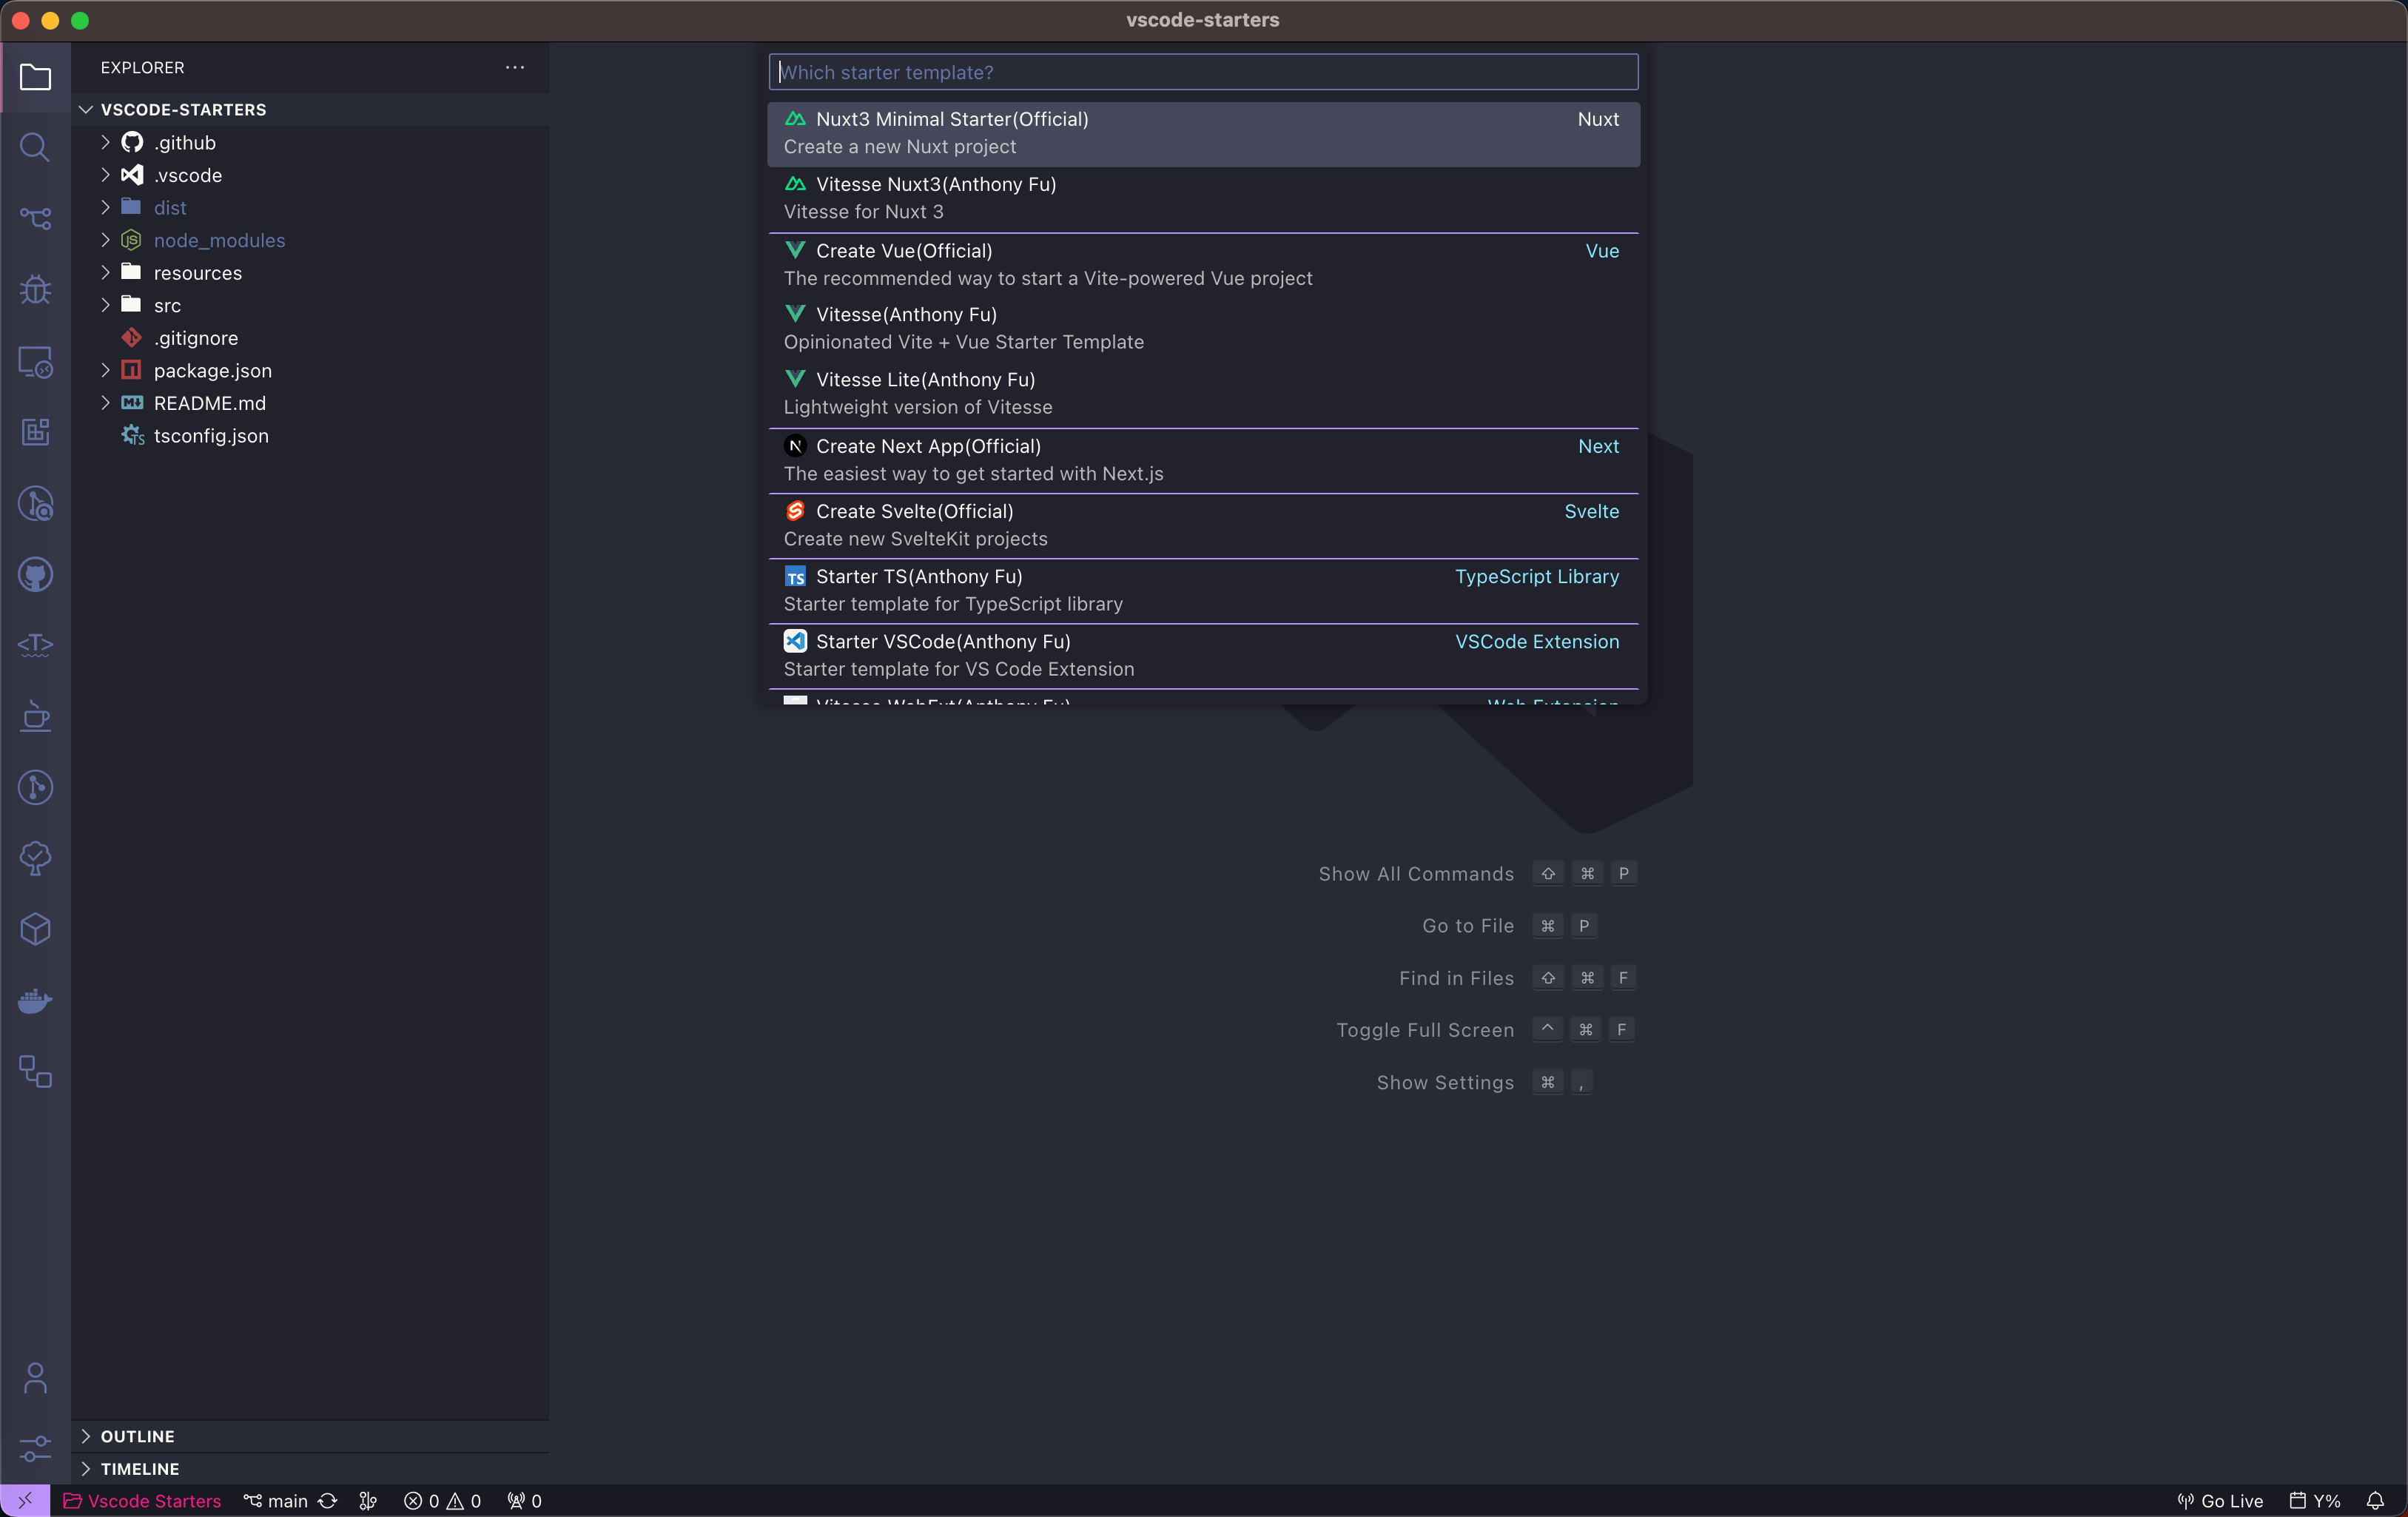 vscode-starters
EXPLORER
VSCODE-STARTERS
.github
.vscode
dist
node_modules
resources
src
.gitignore
package.json
README.md
tsconfig.json
OUTLINE
TIMELINE
Which starter template?
Nuxt3 Minimal Starter(Official) Nuxt
Create a new Nuxt project
Vitesse Nuxt3(Anthony Fu)
Vitesse for Nuxt 3
Create Vue(Official) Vue
The recommended way to start a Vite-powered Vue project
Vitesse(Anthony Fu)
Opinionated Vite + Vue Starter Template
Vitesse Lite(Anthony Fu)
Lightweight version of Vitesse
N Create Next App(Official) Next
The easiest way to get started with Next.js
Create Svelte(Official) Svelte
Create new SvelteKit projects
TS Starter TS(Anthony Fu) TypeScript Library
Starter template for TypeScript library
Starter VSCode(Anthony Fu) VSCode Extension
Starter template for VS Code Extension
Vitesse WebExt(Anthony Fu) Web Extension
Show All Commands ⇧ ⌘ P
Go to File ⌘ P
Find in Files ⇧ ⌘ F
Toggle Full Screen ^ ⌘ F
Show Settings ⌘ ,
Vscode Starters main 0 0 0 Go Live Y%